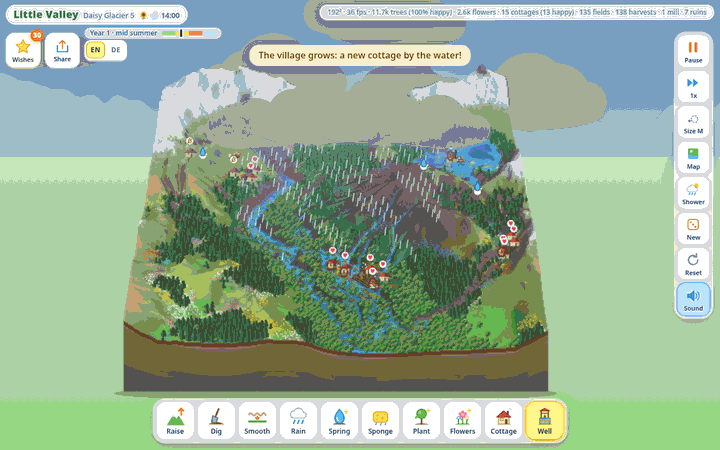 Little Valley Daisy Glacier 5 14:00
192² · 36 fps · 11.7k trees (100% happy) · 2.6k flowers · 15 cottages (13 happy) · 135 fields · 138 harvests · 1 mill · 7 ruins
Year 1 · mid summer
30
Wishes
Share
EN
DE
The village grows: a new cottage by the water!
Pause
1x
Size M
Map
Shower
New
Reset
Sound
Raise
Dig
Smooth
Rain
Spring
Sponge
Plant
Flowers
Cottage
Well